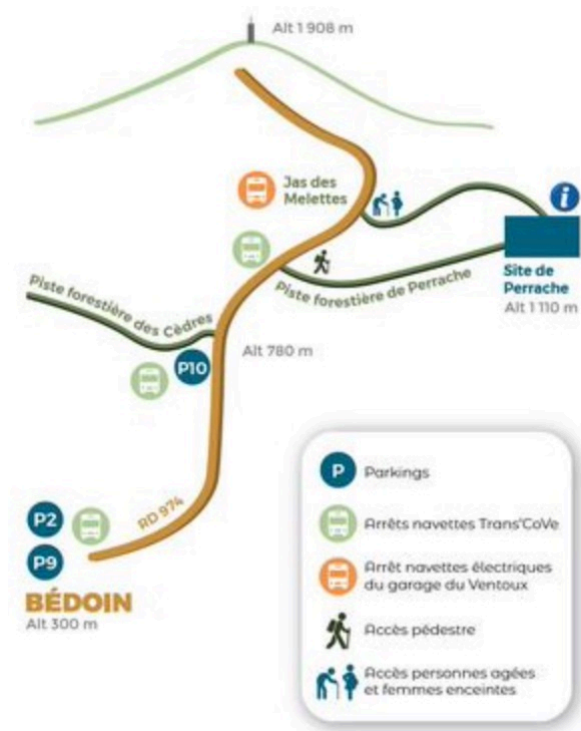 Alt 1 908 m
Jas des
Melettes
i
Site de
Perrache
Alt 1 110 m
Piste forestière de Perrache
Piste forestière des Cèdres
Alt 780 m
P10
RD 974
P2
P9
BÉDOIN
Alt 300 m
P
Parkings
Arrêts navettes Trans'CoVe
Arrêt navettes électriques
du garage du Ventoux
Accès pédestre
Accès personnes agées
et femmes enceintes